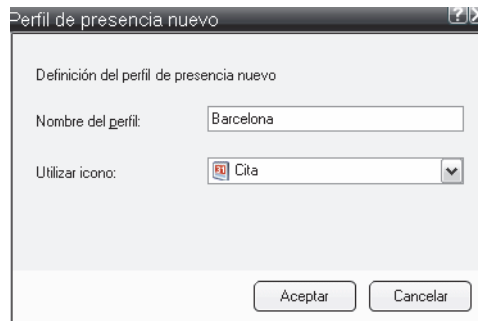 Perfil de presencia nuevo
Definición del perfil de presencia nuevo
Nombre del perfil: Barcelona
Utilizar icono: 31 Cita
Aceptar Cancelar